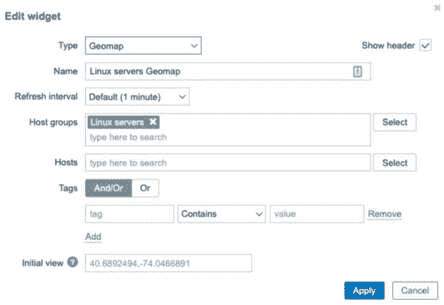 Edit widget
Type Geomap Show header
Name Linux servers Geomap
Refresh interval Default (1 minute)
Host groups Linux servers Select
type here to search
Hosts type here to search Select
Tags And/Or Or
tag Contains value Remove
Add
Initial view ? 40.6892494,-74.0466891
Apply Cancel